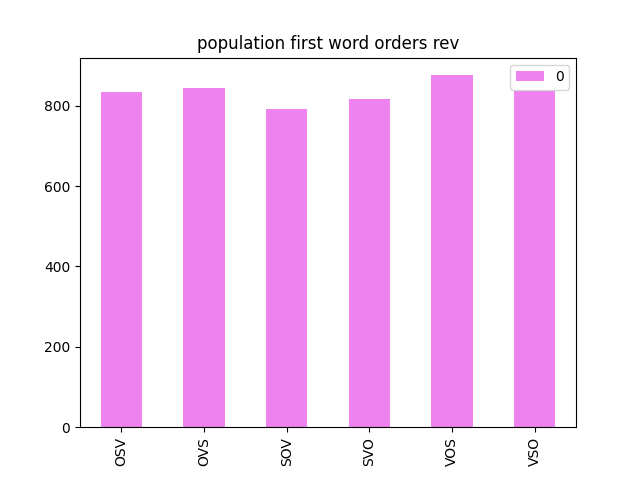 population first word orders rev
0
800
600
400
200
0
OSV
OVS
SOV
SVO
VOS
VSO